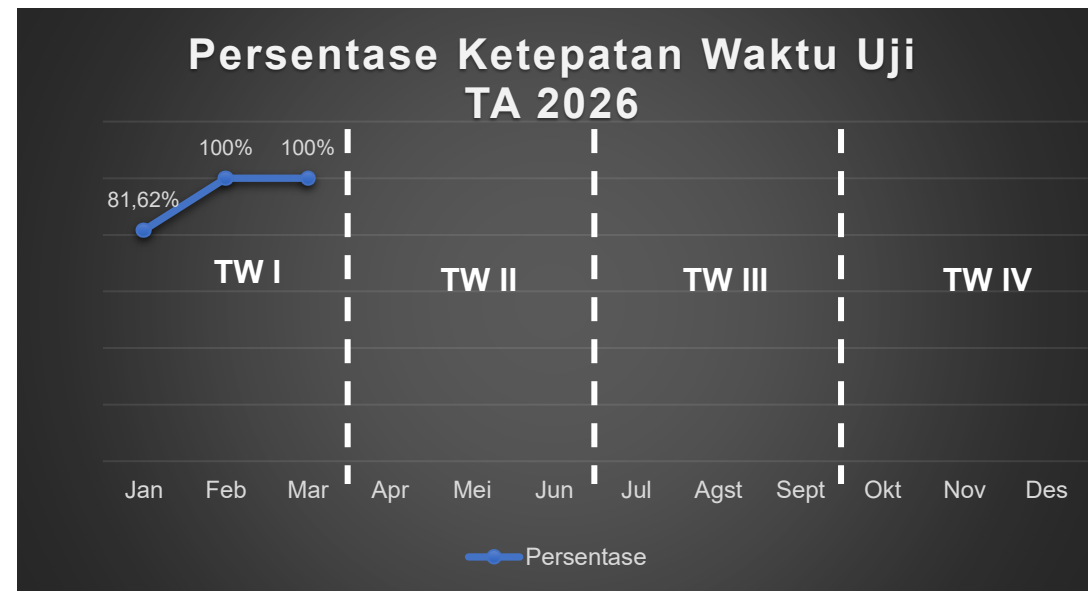 Persentase Ketepatan Waktu Uji
TA 2026
100% 100%
81,62%
TW I
TW II
TW III
TW IV
Jan Feb Mar Apr Mei Jun Jul Agst Sept Okt Nov Des
Persentase